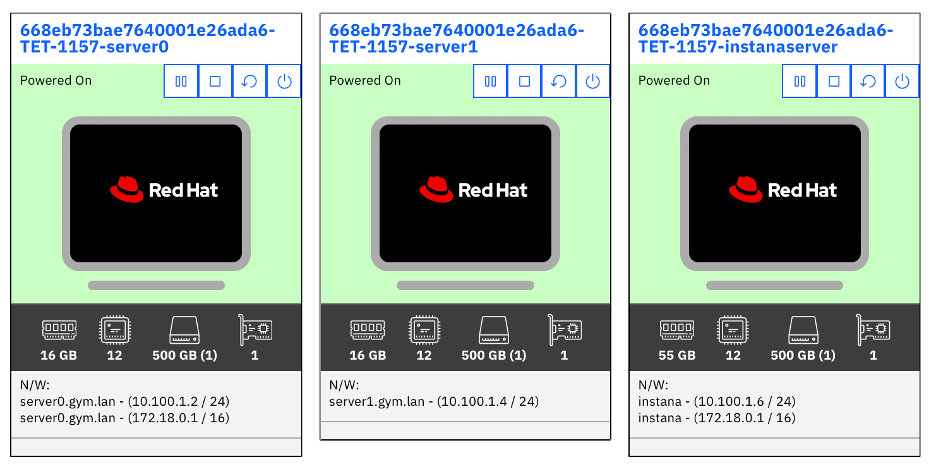 668eb73bae7640001e26ada6-
TET-1157-server0
Powered On
Red Hat
16 GB
12
500 GB (1)
1
N/W:
server0.gym.lan - (10.100.1.2 / 24)
server0.gym.lan - (172.18.0.1 / 16)
668eb73bae7640001e26ada6-
TET-1157-server1
Powered On
Red Hat
16 GB
12
500 GB (1)
1
N/W:
server1.gym.lan - (10.100.1.4 / 24)
668eb73bae7640001e26ada6-
TET-1157-instanaserver
Powered On
Red Hat
55 GB
12
500 GB (1)
1
N/W:
instana - (10.100.1.6 / 24)
instana - (172.18.0.1 / 16)